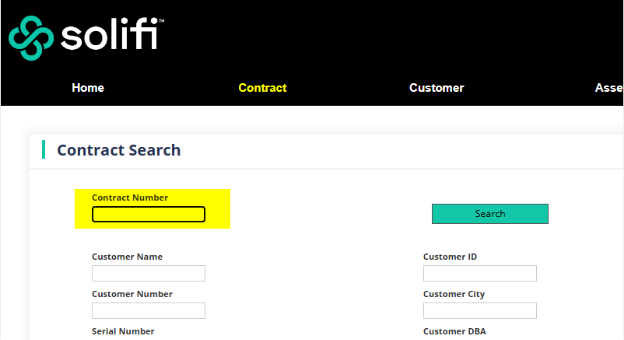 solifi™
Home Contract Customer Asse
Contract Search
Contract Number
Search
Customer Name Customer ID
Customer Number Customer City
Serial Number Customer DBA